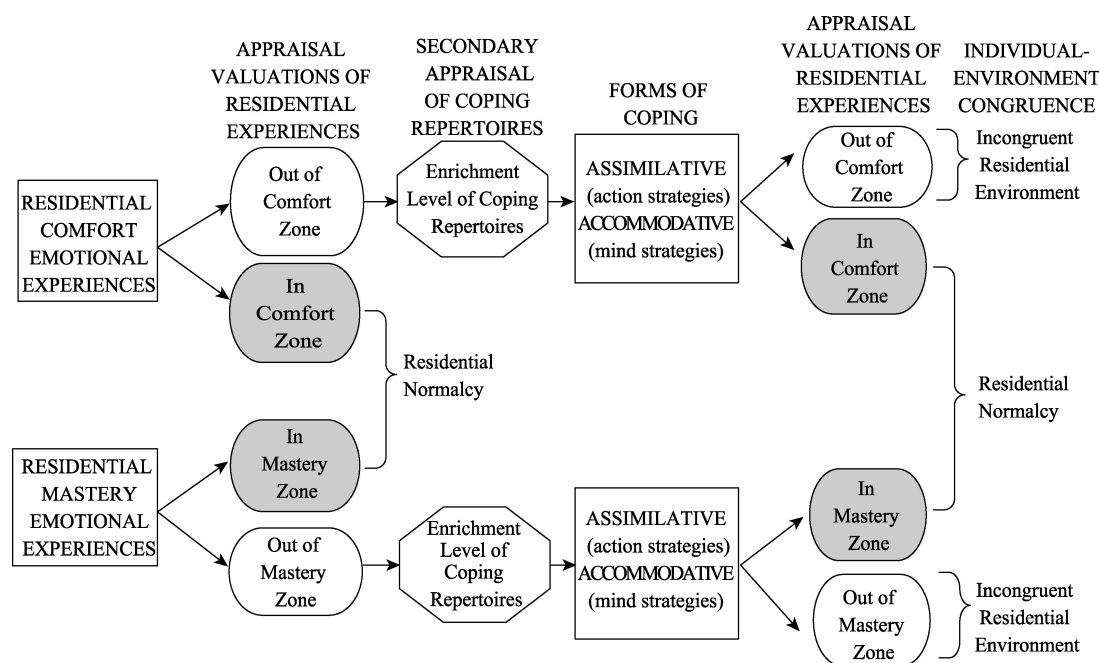 APPRAISAL
VALUATIONS OF
RESIDENTIAL
EXPERIENCES
SECONDARY
APPRAISAL
OF COPING
REPERTOIRES
FORMS OF
COPING
APPRAISAL
VALUATIONS OF
RESIDENTIAL
EXPERIENCES
INDIVIDUAL-
ENVIRONMENT
CONGRUENCE
RESIDENTIAL
COMFORT
EMOTIONAL
EXPERIENCES
Out of
Comfort
Zone
Enrichment
Level of Coping
Repertoires
ASSIMILATIVE
(action strategies)
ACCOMMODATIVE
(mind strategies)
Out of
Comfort
Zone
Incongruent
Residential
Environment
In
Comfort
Zone
In
Comfort
Zone
Residential
Normalcy
Residential
Normalcy
RESIDENTIAL
MASTERY
EMOTIONAL
EXPERIENCES
In
Mastery
Zone
Out of
Mastery
Zone
Enrichment
Level of
Coping
Repertoires
ASSIMILATIVE
(action strategies)
ACCOMMODATIVE
(mind strategies)
In
Mastery
Zone
Out of
Mastery
Zone
Incongruent
Residential
Environment